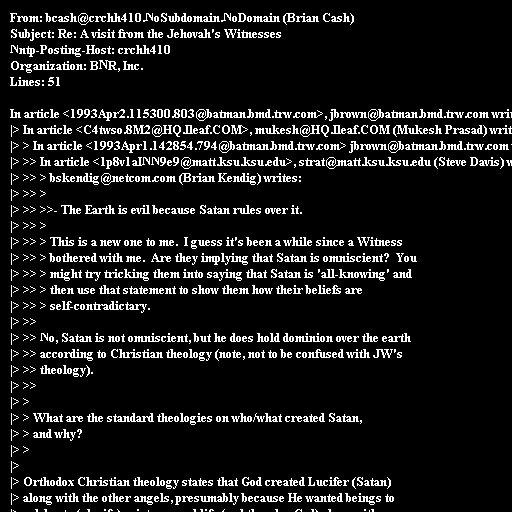 From: bcash@crchh410.NoSubdomain.NoDomain (Brian Cash)
Subject: Re: A visit from the Jehovah's Witnesses
Nntp-Posting-Host: crchh410
Organization: BNR, Inc.
Lines: 51

In article <1993Apr2.115300.803@batman.bmd.trw.com>, jbrown@batman.bmd.trw.com
|> In article <C4twso.8M2@HQ.Ileaf.COM>, mukesh@HQ.Ileaf.COM (Mukesh Prasad)
|> > In article <1993Apr1.142854.794@batman.bmd.trw.com> jbrown@batman.bmd.trw.com
|> >> In article <1p8v1aINN9e9@matt.ksu.edu>, strat@matt.ksu.edu (Steve Davis)
|> >> > bskendig@netcom.com (Brian Kendig) writes:
|> >> >
|> >> >>- The Earth is evil because Satan rules over it.
|> >> >
|> >> > This is a new one to me.  I guess it's been a while since a Witness
|> >> > bothered with me.  Are they implying that Satan is omniscient?  You
|> >> > might try tricking them into saying that Satan is 'all-knowing' and
|> >> > then use that statement to show them how their beliefs are
|> >> > self-contradictary.
|> >>
|> >> No, Satan is not omniscient, but he does hold dominion over the earth
|> >> according to Christian theology (note, not to be confused with JW's
|> >> theology).
|> >>
|> >
|> > What are the standard theologies on who/what created Satan,
|> > and why?
|> >
|>
|> Orthodox Christian theology states that God created Lucifer (Satan)
|> along with the other angels, presumably because He wanted beings to